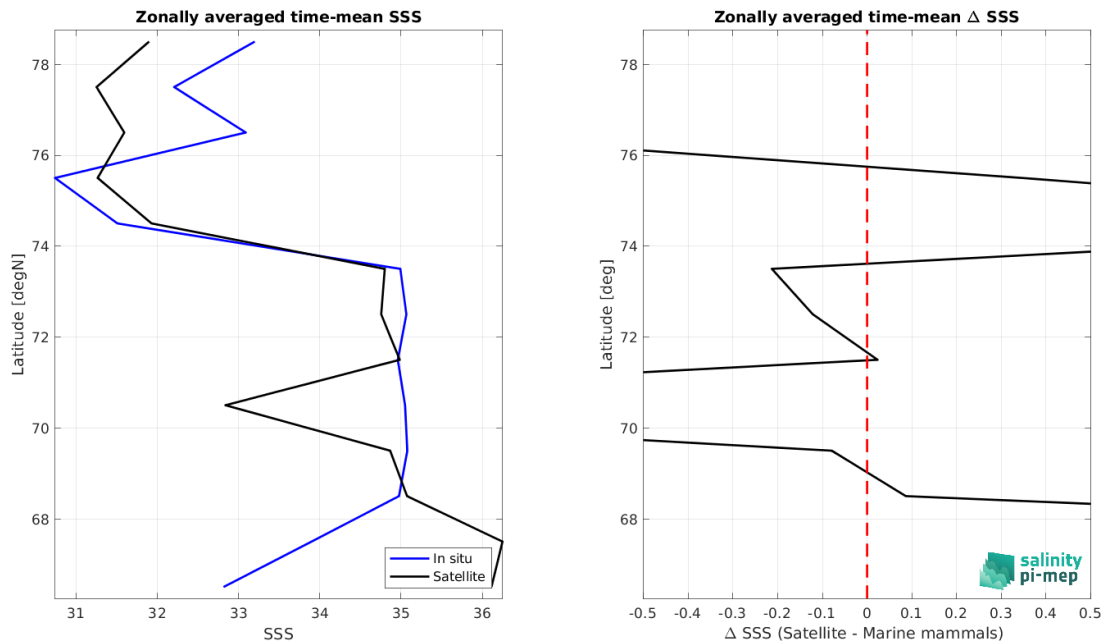 Zonally averaged time-mean SSS
78
76
74
72
70
68
Latitude [degN]
31 32 33 34 35 36
SSS
In situ
Satellite
Zonally averaged time-mean Δ SSS
78
76
74
72
70
68
Latitude [deg]
-0.5 -0.4 -0.3 -0.2 -0.1 0 0.1 0.2 0.3 0.4 0.5
Δ SSS (Satellite - Marine mammals)
salinity
pi-mep